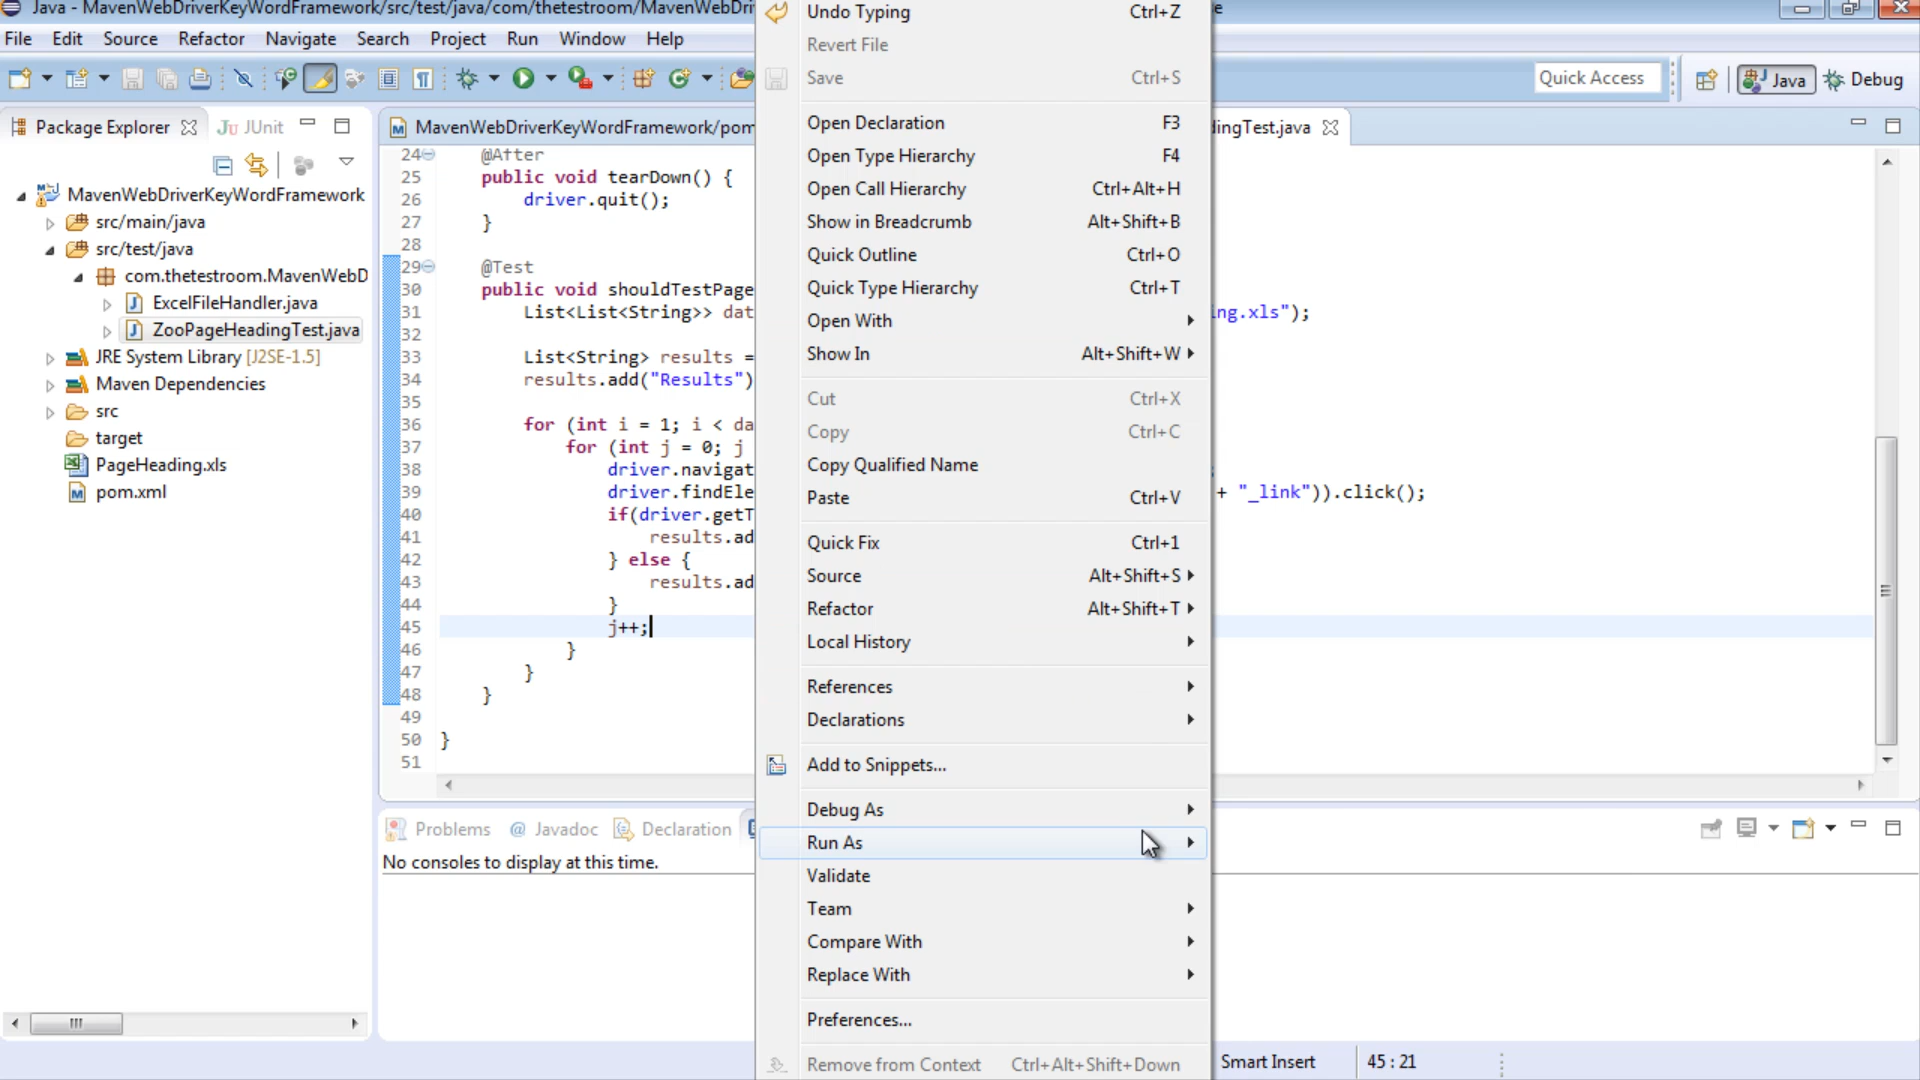 Java - MavenWebDriverKeyWordFramework/src/test/java/com/thetestroom/MavenWebDri
e
File Edit Source Refactor Navigate Search Project Run Window Help
Quick Access
Java
Debug
Package Explorer
JUnit
MavenWebDriverKeyWordFramework/pom
ingTest.java
MavenWebDriverKeyWordFramework
src/main/java
src/test/java
com.thetestroom.MavenWebD
ExcelFileHandler.java
ZooPageHeadingTest.java
JRE System Library [J2SE-1.5]
Maven Dependencies
src
target
PageHeading.xls
pom.xml
24 @After
25 public void tearDown() {
26 driver.quit();
27 }
28
29 @Test
30 public void shouldTestPage
31 List<List<String>> dat ng.xls");
32
33 List<String> results =
34 results.add("Results")
35
36 for (int i = 1; i < da
37 for (int j = 0; j
38 driver.navigat ;
39 driver.findEle + "_link")).click();
40 if(driver.getT
41 results.ad
42 } else {
43 results.ad
44 }
45 j++;
46 }
47 }
48 }
49
50 }
51
Undo Typing Ctrl+Z
Revert File
Save Ctrl+S
Open Declaration F3
Open Type Hierarchy F4
Open Call Hierarchy Ctrl+Alt+H
Show in Breadcrumb Alt+Shift+B
Quick Outline Ctrl+O
Quick Type Hierarchy Ctrl+T
Open With
Show In Alt+Shift+W
Cut Ctrl+X
Copy Ctrl+C
Copy Qualified Name
Paste Ctrl+V
Quick Fix Ctrl+1
Source Alt+Shift+S
Refactor Alt+Shift+T
Local History
References
Declarations
Add to Snippets...
Debug As
Run As
Validate
Team
Compare With
Replace With
Preferences...
Remove from Context Ctrl+Alt+Shift+Down
Problems @ Javadoc Declaration
No consoles to display at this time.
Smart Insert
45 : 21